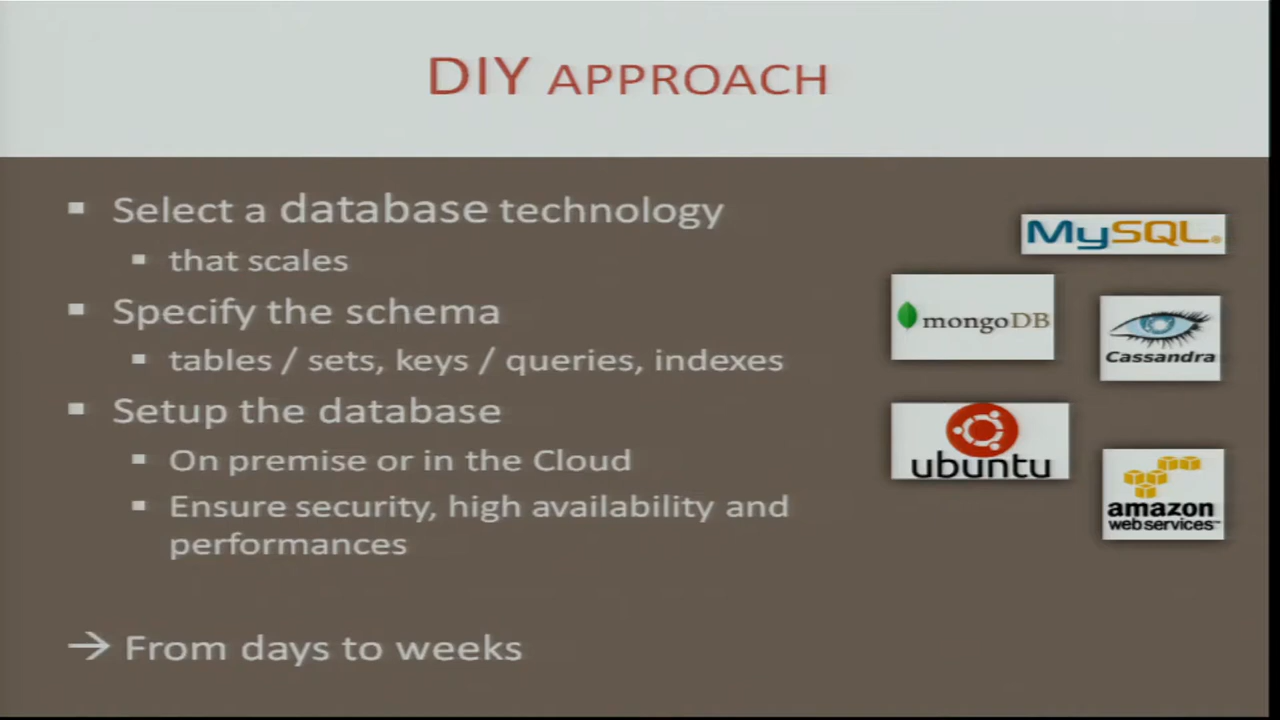 DIY APPROACH
Select a database technology
that scales
Specify the schema
tables / sets, keys / queries, indexes
Setup the database
On premise or in the Cloud
Ensure security, high availability and
performances
→ From days to weeks
MySQL®
mongoDB
Cassandra
ubuntu
amazon
web services™